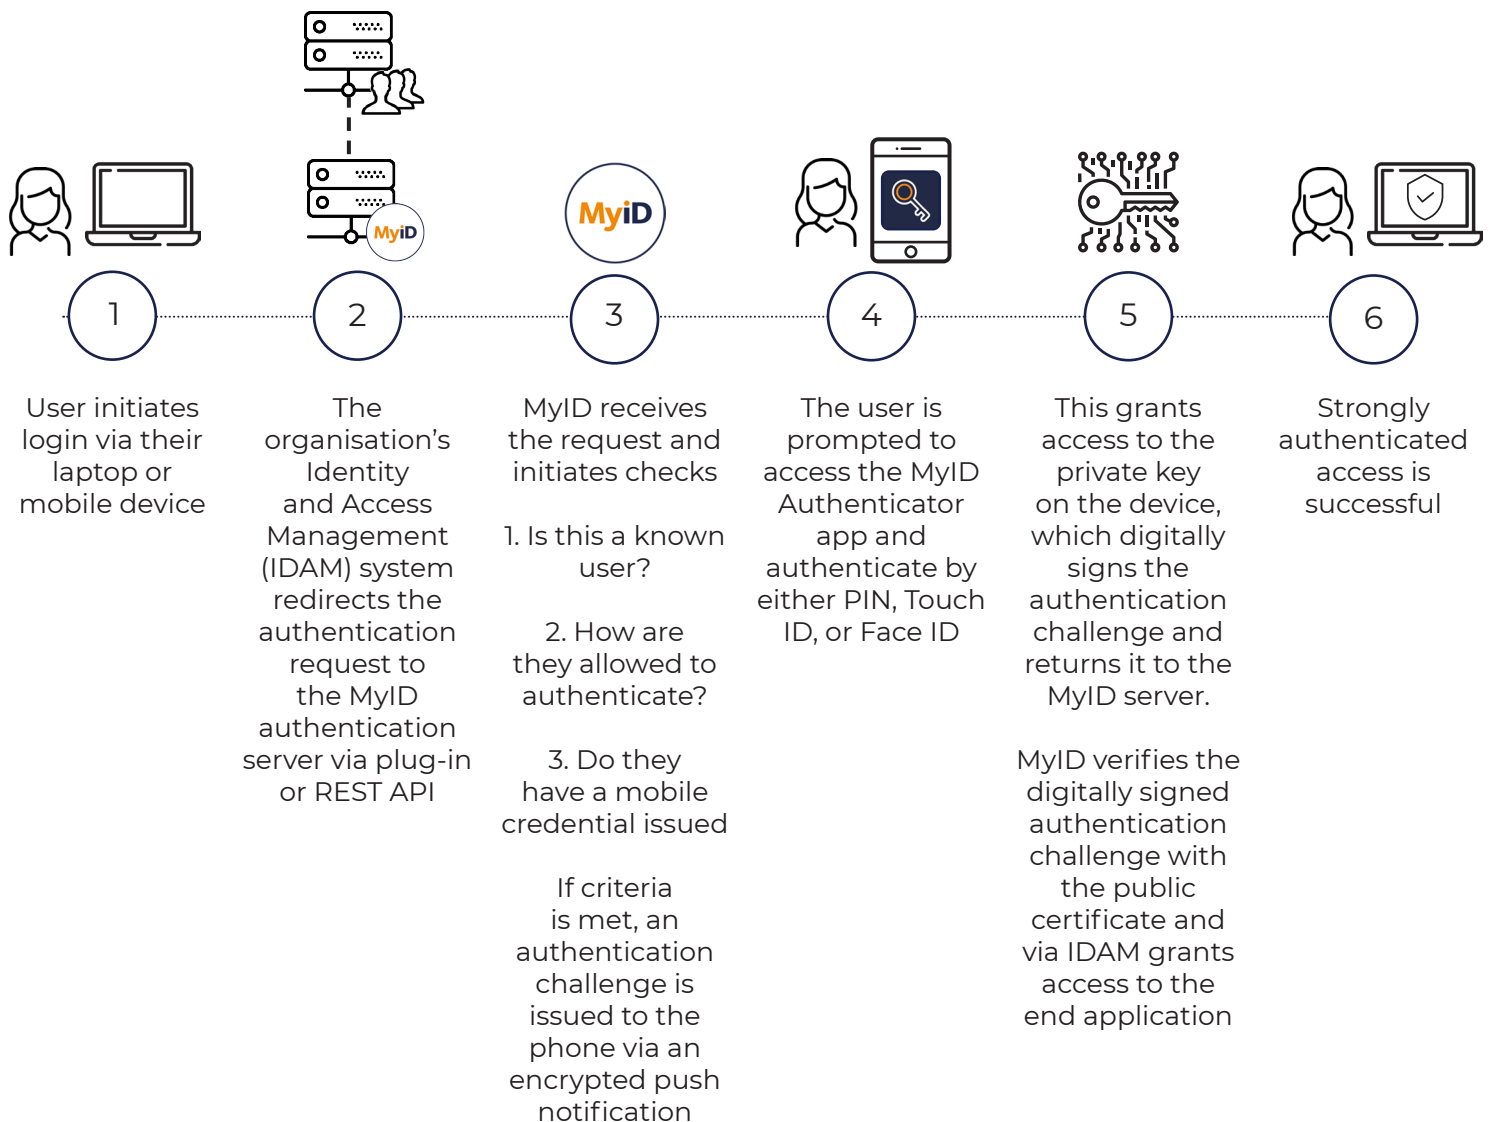 MyiD
MyiD
1
User initiates
login via their
laptop or
mobile device
2
The
organisation’s
Identity
and Access
Management
(IDAM) system
redirects the
authentication
request to
the MyID
authentication
server via plug-in
or REST API
3
MyID receives
the request and
initiates checks
1. Is this a known
user?
2. How are
they allowed to
authenticate?
3. Do they
have a mobile
credential issued
If criteria
is met, an
authentication
challenge is
issued to the
phone via an
encrypted push
notification
4
The user is
prompted to
access the MyID
Authenticator
app and
authenticate by
either PIN, Touch
ID, or Face ID
5
This grants
access to the
private key
on the device,
which digitally
signs the
authentication
challenge and
returns it to the
MyID server.
MyID verifies the
digitally signed
authentication
challenge with
the public
certificate and
via IDAM grants
access to the
end application
6
Strongly
authenticated
access is
successful